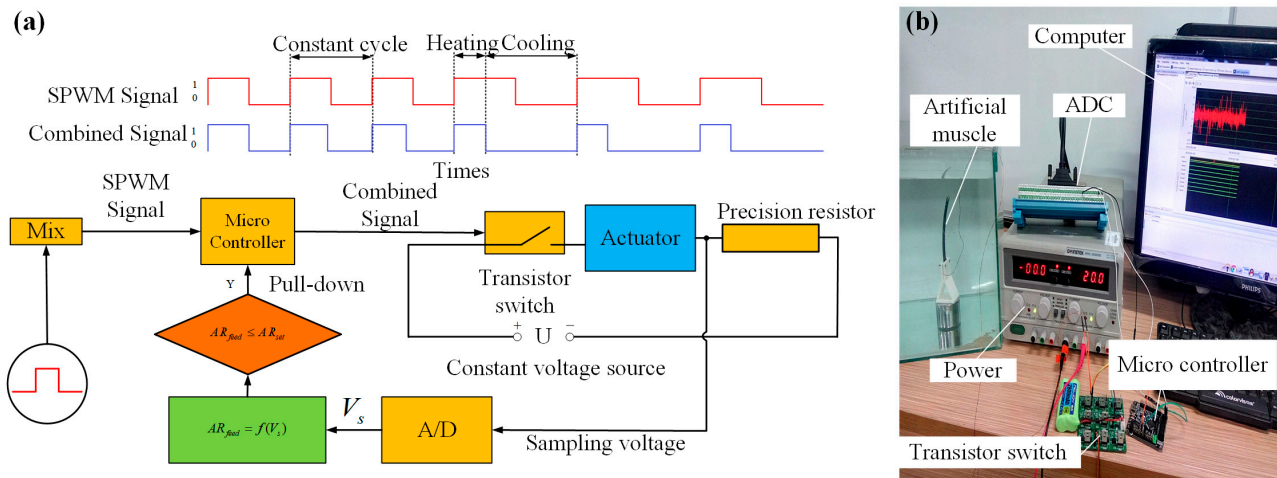 (a)
Constant cycle
Heating
Cooling
SPWM Signal
1
0
Combined Signal
1
0
Times
SPWM
Signal
Combined
Signal
Mix
Micro
Controller
Actuator
Precision resistor
Transistor
switch
Y
Pull-down
AR_feed ≤ AR_set
+ U −
Constant voltage source
AR_feed = f(V_s)
V_s
A/D
Sampling voltage
(b)
Computer
Artificial
muscle
ADC
-000
200
PHILIPS
Power
Micro controller
Transistor switch